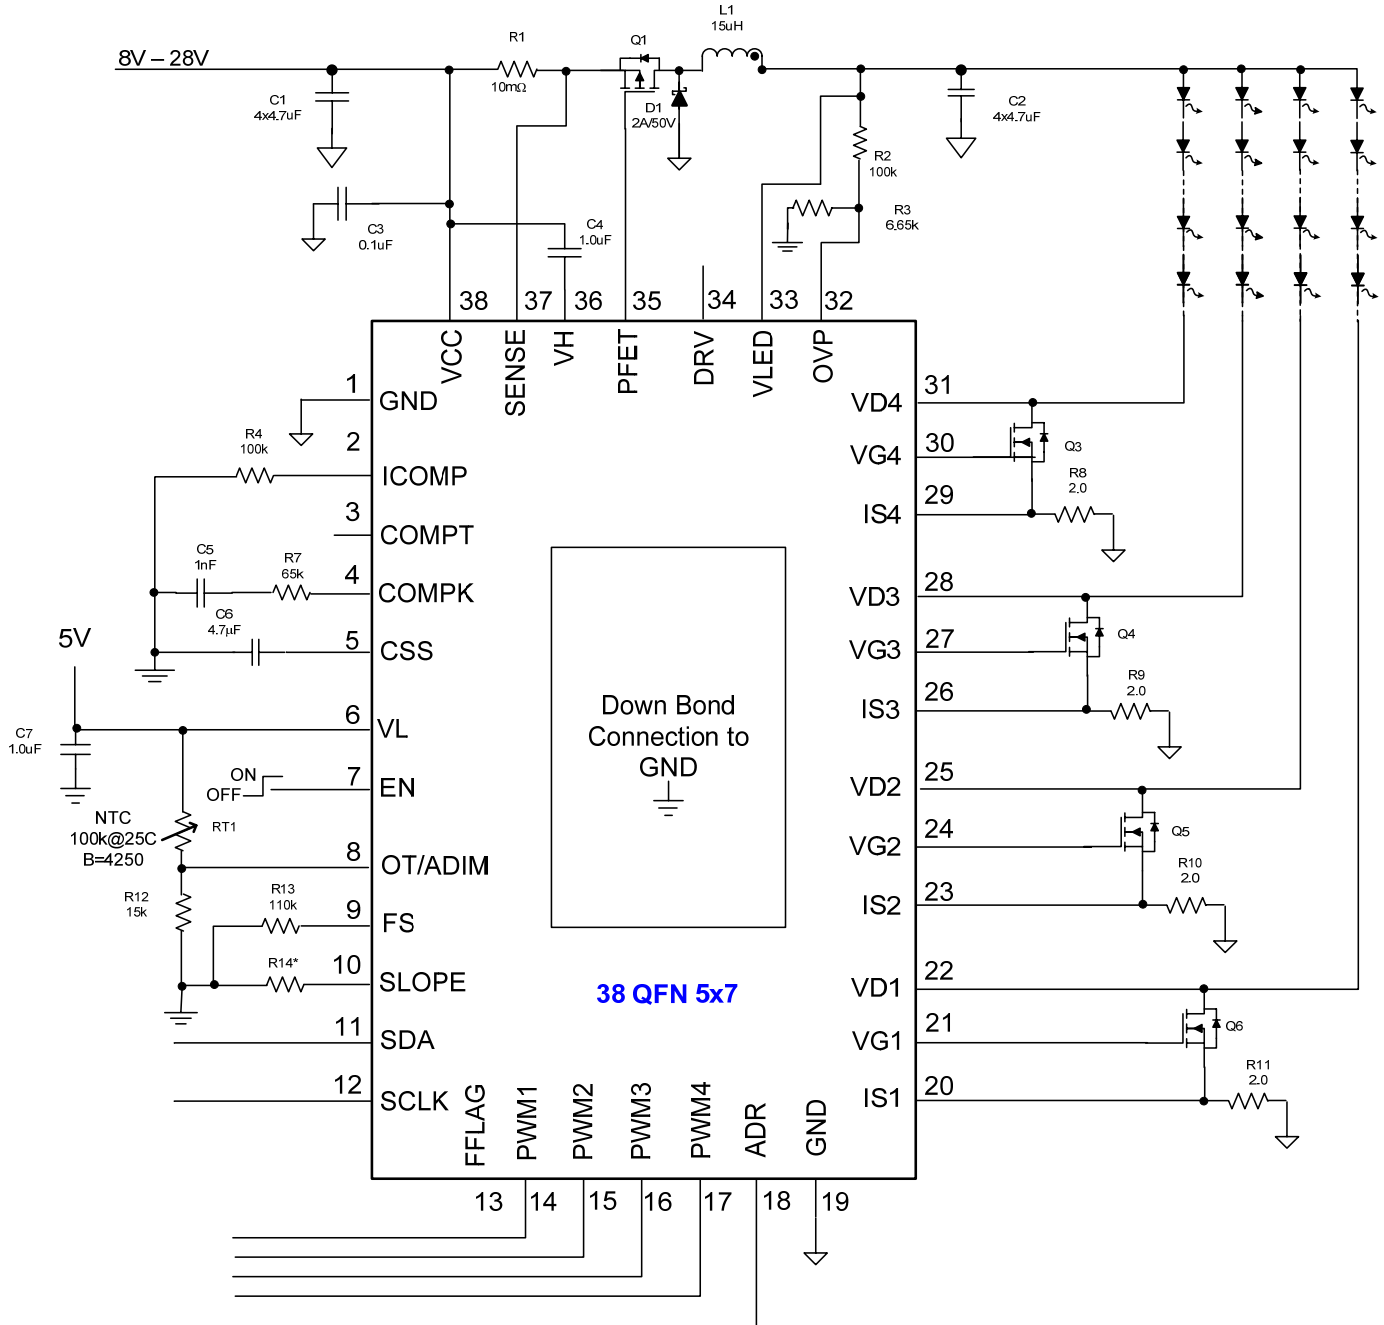 8V – 28V
R1
10mΩ
Q1
L1
15uH
D1
2A/50V
C1
4x4.7uF
C2
4x4.7uF
R2
100k
R3
6.65k
C3
0.1uF
C4
1.0uF
38
37
36
35
34
33
32
VCC
SENSE
VH
PFET
DRV
VLED
OVP
1
GND
2
ICOMP
R4
100k
3
COMPT
4
COMPK
C5
1nF
R7
65k
5
CSS
C6
4.7µF
5V
6
VL
C7
1.0uF
7
EN
ON
OFF
NTC
100k@25C
B=4250
RT1
8
OT/ADIM
R12
15k
9
FS
R13
110k
10
SLOPE
R14*
11
SDA
12
SCLK
Down Bond
Connection to
GND
38 QFN 5x7
31
VD4
30
VG4
Q3
29
IS4
R8
2.0
28
VD3
27
VG3
Q4
26
IS3
R9
2.0
25
VD2
24
VG2
Q5
23
IS2
R10
2.0
22
VD1
21
VG1
Q6
20
IS1
R11
2.0
FFLAG
PWM1
PWM2
PWM3
PWM4
ADR
GND
13
14
15
16
17
18
19